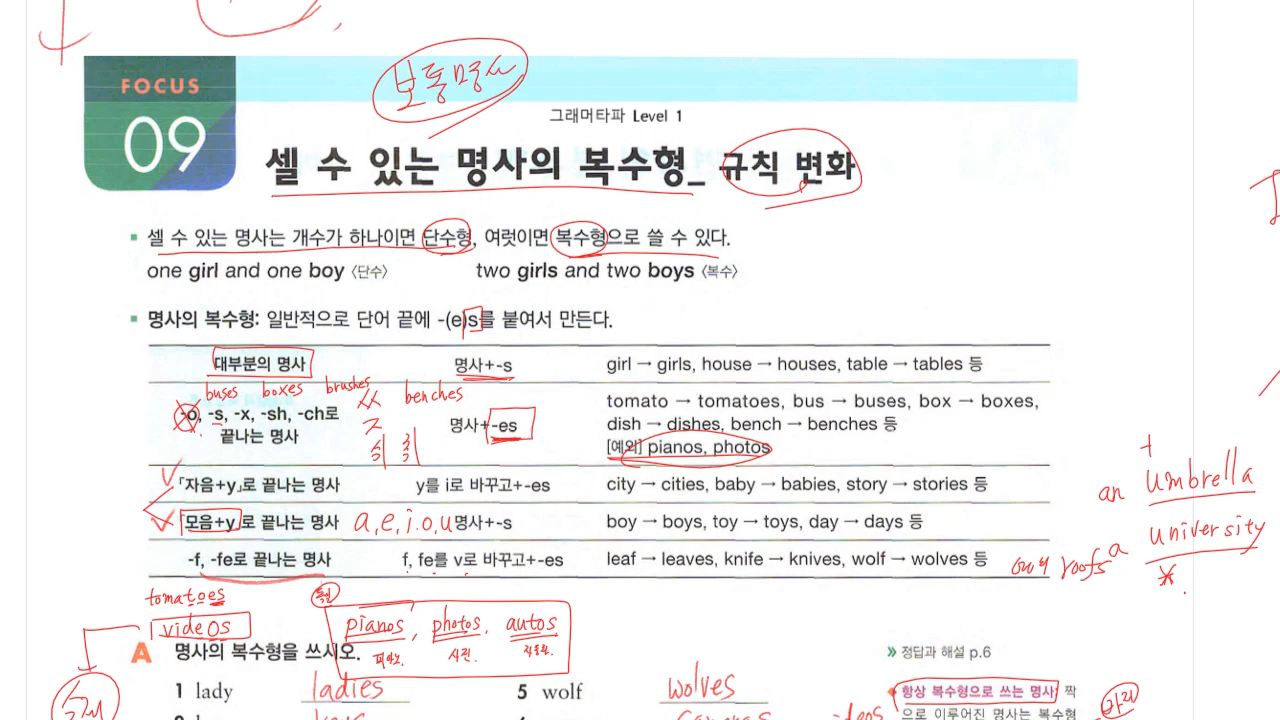 보통명사
FOCUS
09
그래머타파 Level 1
셀 수 있는 명사의 복수형_ 규칙 변화
셀 수 있는 명사는 개수가 하나이면 단수형, 여럿이면 복수형으로 쓸 수 있다.
one girl and one boy 〈단수〉 two girls and two boys 〈복수〉
명사의 복수형: 일반적으로 단어 끝에 -(e)s를 붙여서 만든다.
대부분의 명사 명사+-s girl → girls, house → houses, table → tables 등
buses boxes brushes benches
-o, -s, -x, -sh, -ch로 끝나는 명사 명사+-es tomato → tomatoes, bus → buses, box → boxes,
dish → dishes, bench → benches 등
[예외] pianos, photos
ㅆ
ㅈ
쉬 취
「자음+y」로 끝나는 명사 y를 i로 바꾸고+-es city → cities, baby → babies, story → stories 등
an umbrella
「모음+y」로 끝나는 명사 a, e, i, o, u 명사+-s boy → boys, toy → toys, day → days 등
a university
-f, -fe로 끝나는 명사 f, fe를 v로 바꾸고+-es leaf → leaves, knife → knives, wolf → wolves 등
예외 roofs
tomatoes
videos
pianos, photos, autos
피아노 사진 자동차
A 명사의 복수형을 쓰시오.
정답과 해설 p.6
1 lady ladies 5 wolf wolves
항상 복수형으로 쓰는 명사: 짝
으로 이루어진 명사는 복수형